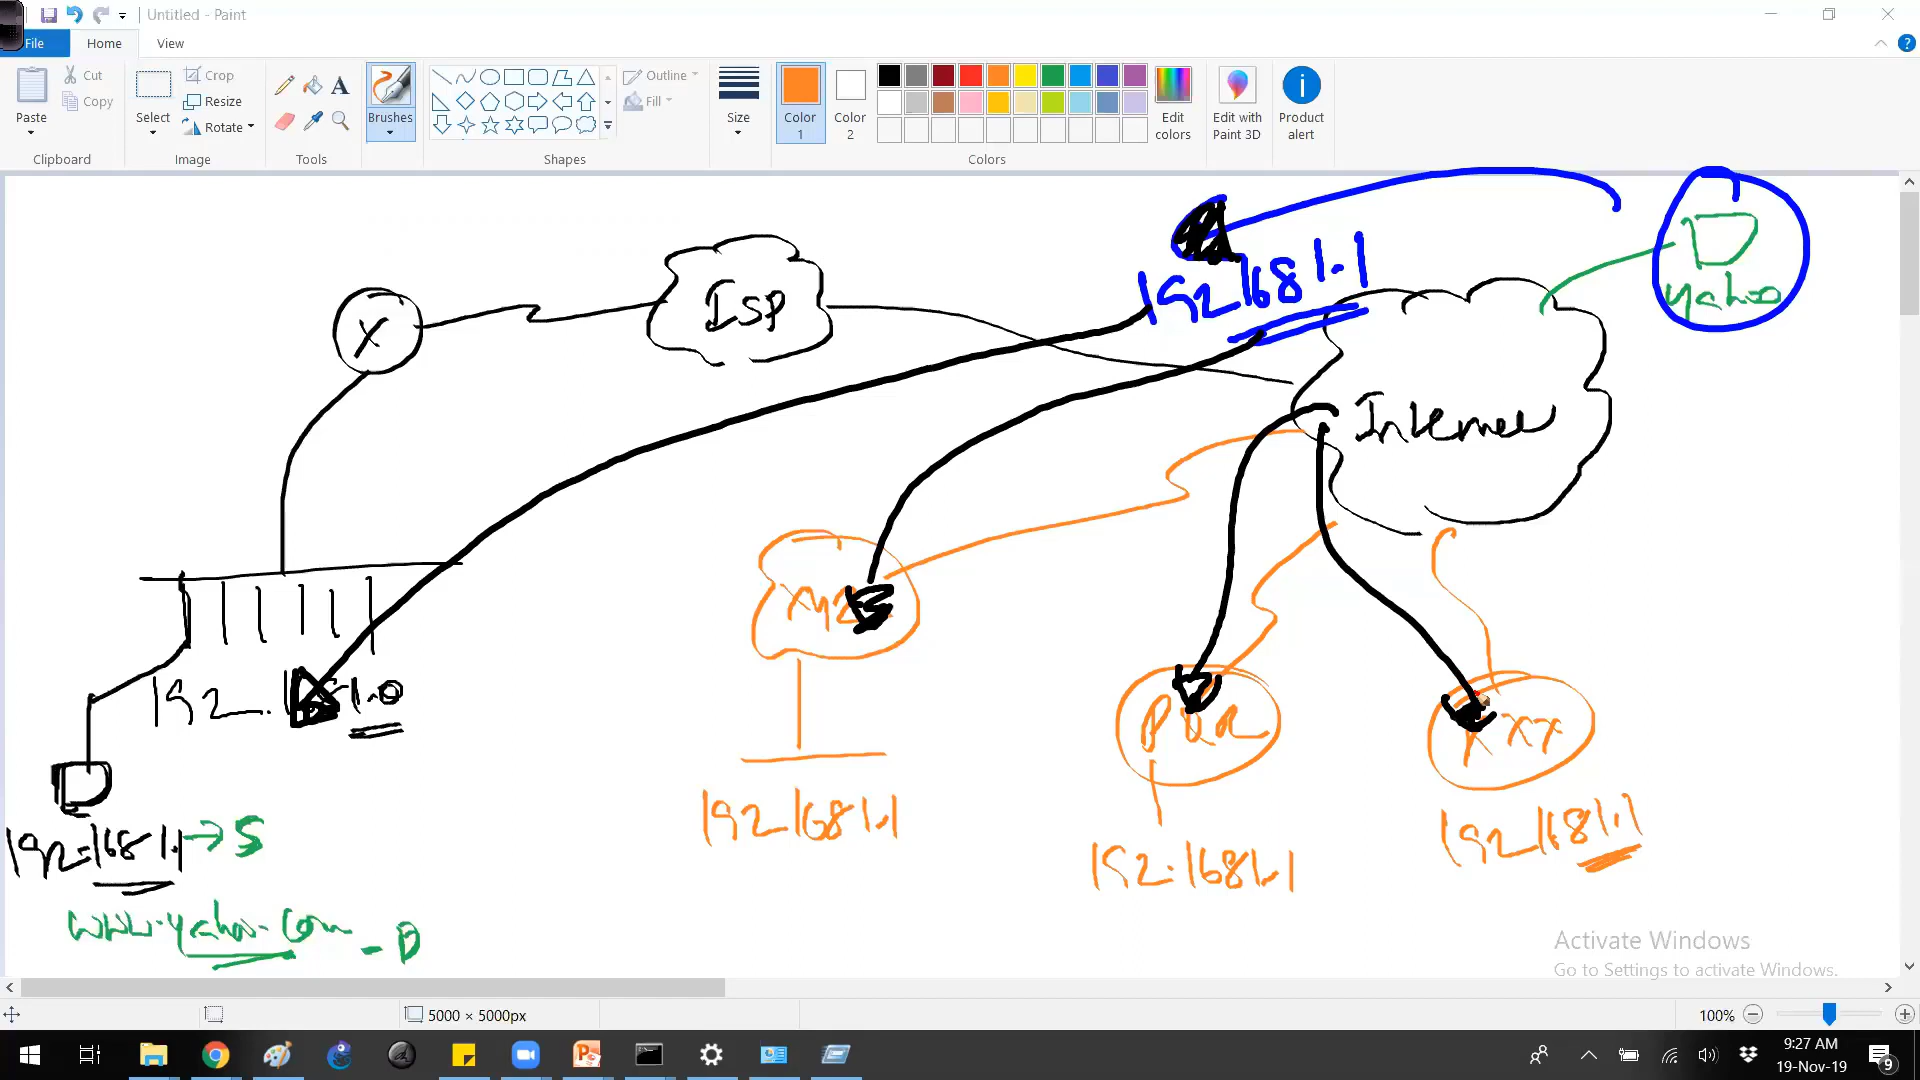 Untitled - Paint
File
Home
View
Paste
Cut
Copy
Clipboard
Select
Crop
Resize
Rotate
Image
Tools
Brushes
Outline
Fill
Shapes
Size
Color 1
Color 2
Edit colors
Colors
Edit with Paint 3D
Product alert
yahoo
192 168 1.1
X
ISP
Internet
192.
1.0
192.168 1.1 → S
www.yahoo.com - D
192 168 1.1
PQR
192.168 1.1
XXX
192 168 1.1
Activate Windows
Go to Settings to activate Windows.
5000 × 5000px
100%
9:27 AM
19-Nov-19
9